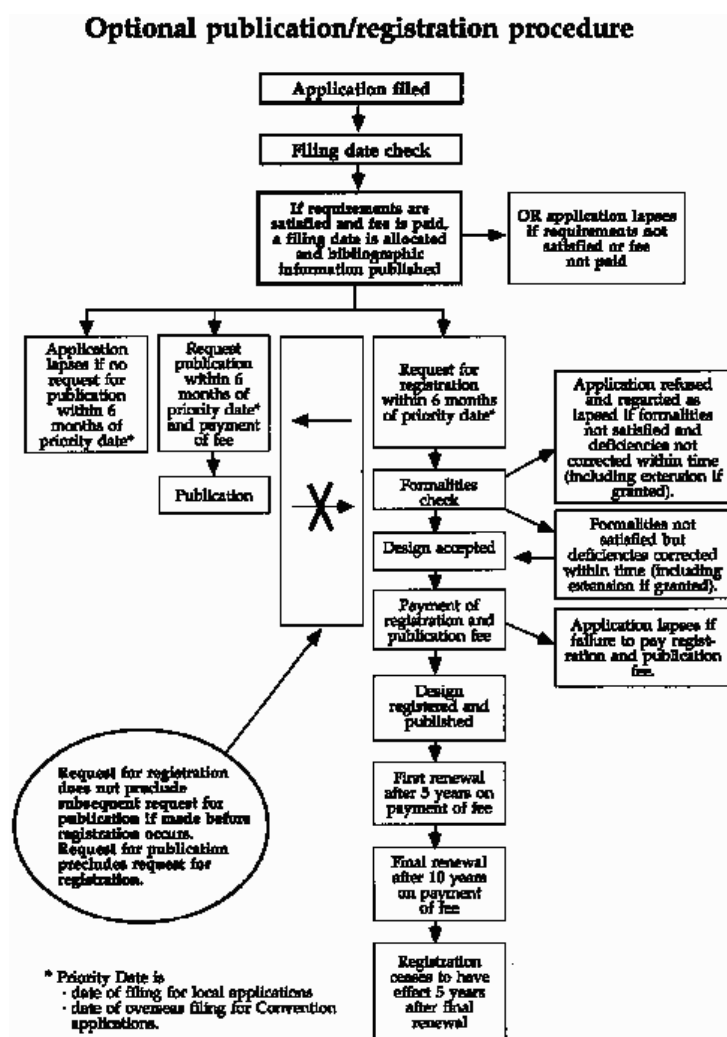 Optional publication/registration procedure
Application filed
Filing date check
If requirements are
satisfied and fee is paid,
a filing date is allocated
and bibliographic
information published
OR application lapses
if requirements not
satisfied or fee
not paid
Application
lapses if no
request for
publication
within 6
months of
priority date*
Request
publication
within 6
months of
priority date*
and payment
of fee
Publication
Request for
registration
within 6 months
of priority date*
Formalities
check
Design accepted
Payment of
registration and
publication fee
Application refused
and regarded as
lapsed if formalities
not satisfied and
deficiencies not
corrected within time
(including extension if
granted).
Formalities not
satisfied but
deficiencies corrected
within time (including
extension if granted).
Application lapses if
failure to pay regist-
ration and publication
fee.
Design
registered and
published
First renewal
after 5 years on
payment of fee
Final renewal
after 10 years
on payment
of fee
Registration
ceases to have
effect 5 years
after final
renewal
Request for registration
does not preclude
subsequent request for
publication if made before
registration occurs.
Request for publication
precludes request for
registration.
* Priority Date is
· date of filing for local applications
· date of overseas filing for Convention
applications.